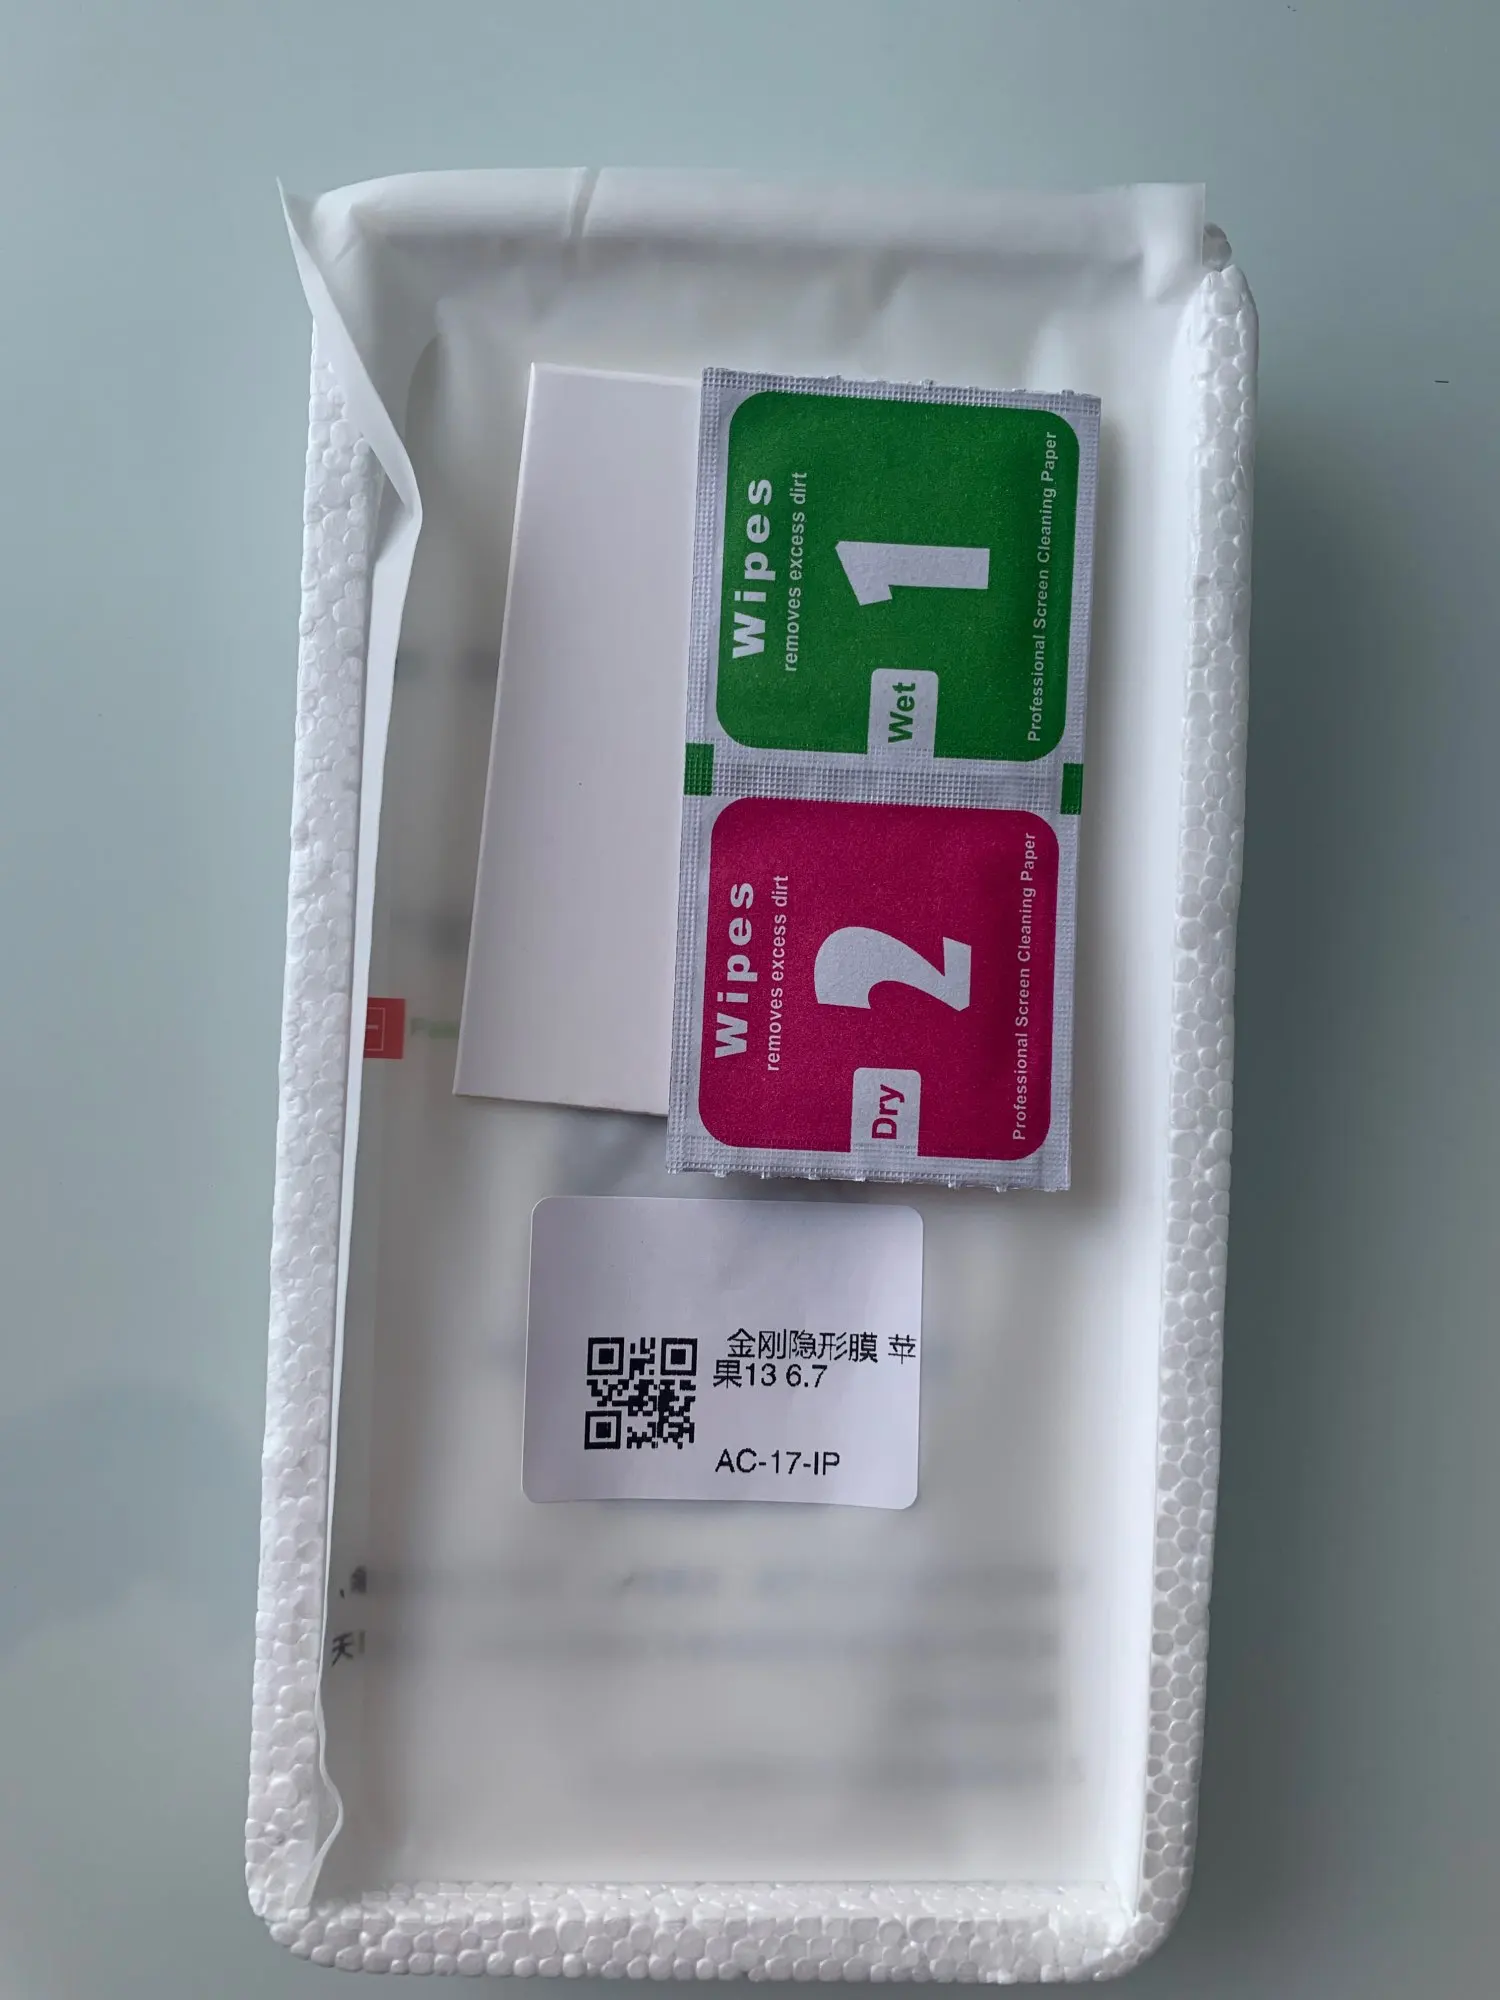 Wipes
removes excess dirt
1
Wet
Professional Screen Cleaning Paper
Wipes
removes excess dirt
2
Dry
Professional Screen Cleaning Paper
金刚隐形膜 苹
果13 6.7
AC-17-IP
天